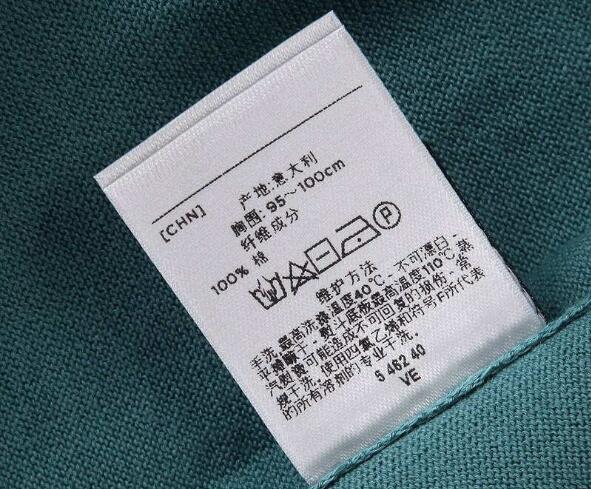 [CHN]
产地:意大利
胸围:95～100cm
纤维成分
100% 棉
P
维护方法
手洗,最高洗涤温度40℃-不可漂白-
平摊晾干-熨斗底板最高温度110℃蒸
汽熨烫可能造成不可回复的损伤-常
规干洗,使用四氯乙烯和符号F所代表
的所有溶剂的专业干洗.
5 462 40
VE